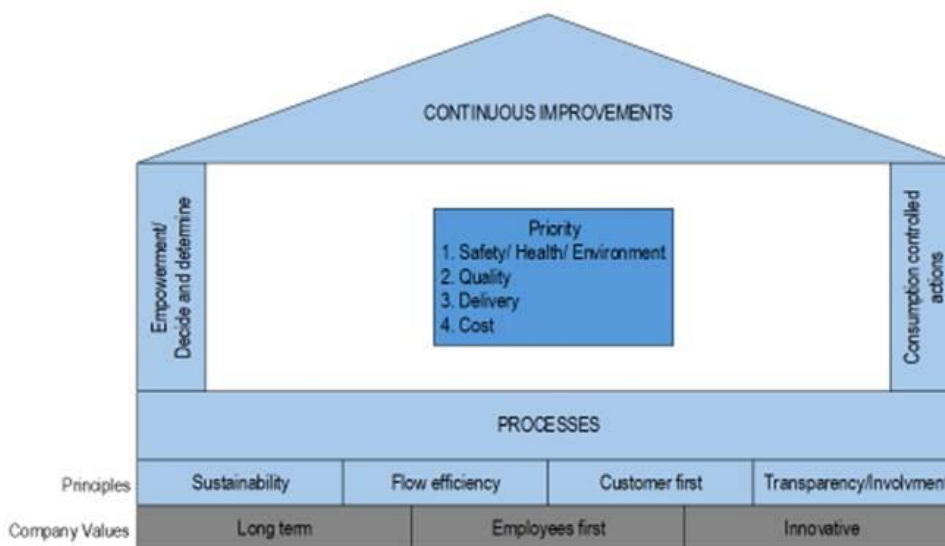 CONTINUOUS IMPROVEMENTS
Empowerment/
Decide and determine
Priority
1. Safety/ Health/ Environment
2. Quality
3. Delivery
4. Cost
Consumption controlled
actions
PROCESSES
Principles
Sustainability
Flow efficiency
Customer first
Transparency/Involvment
Company Values
Long term
Employees first
Innovative